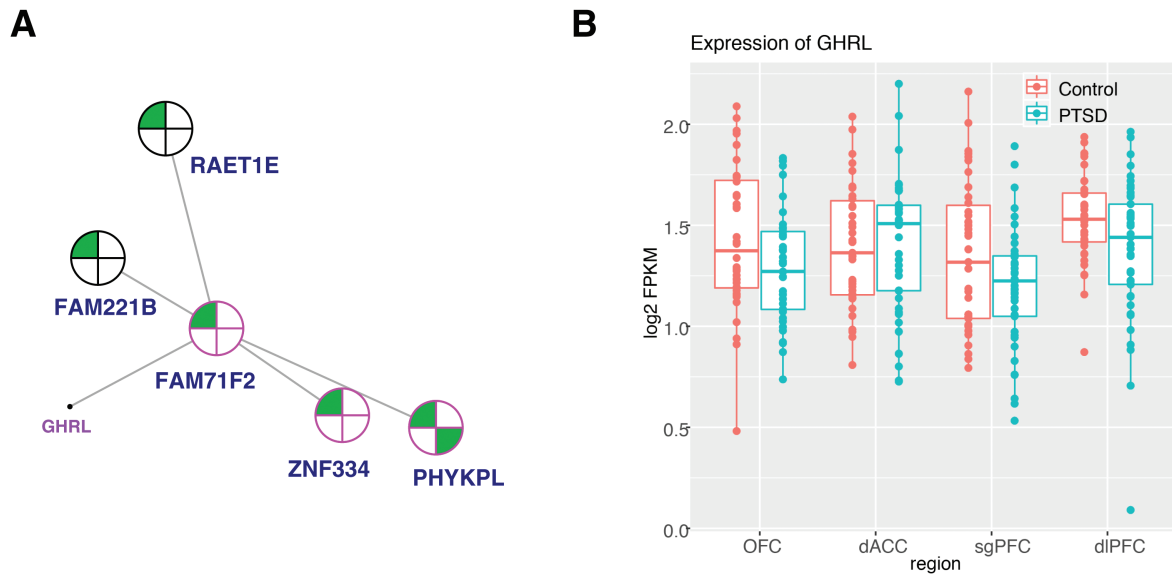 A
RAET1E
FAM221B
FAM71F2
GHRL
ZNF334
PHYKPL
B
Expression of GHRL
Control
PTSD
log2 FPKM
2.0
1.5
1.0
0.5
0.0
OFC
dACC
sgPFC
dlPFC
region